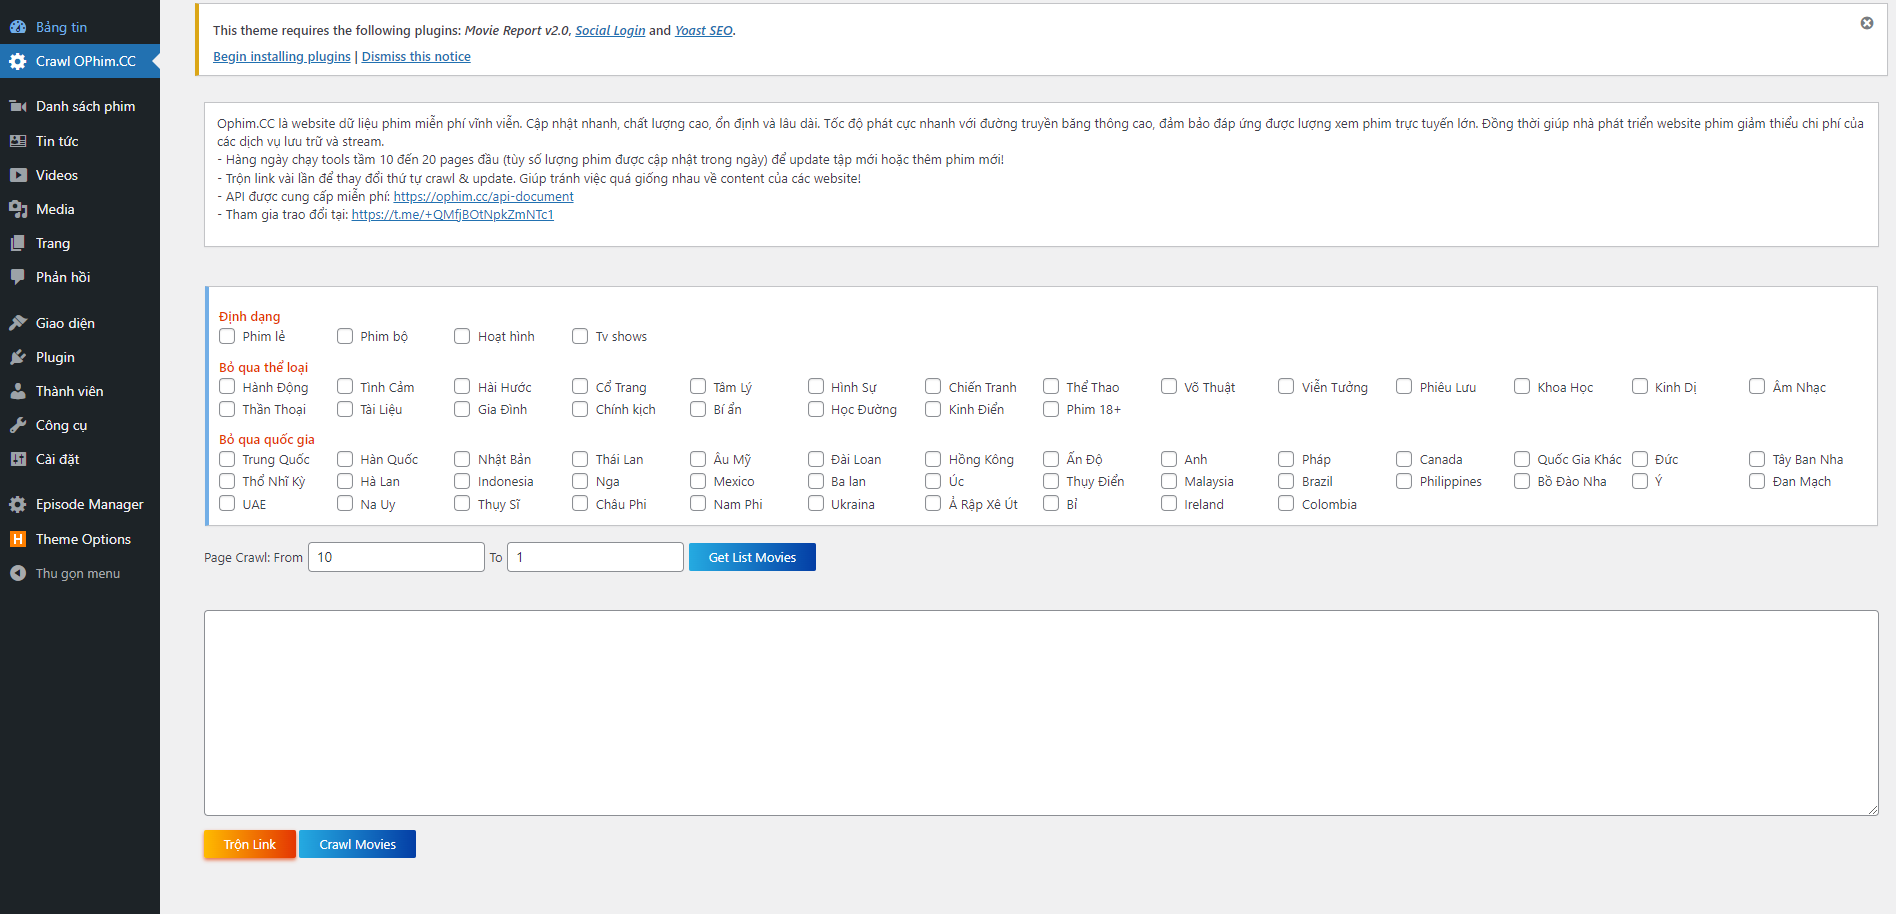 Bảng tin
Crawl OPhim.CC
Danh sách phim
Tin tức
Videos
Media
Trang
Phản hồi
Giao diện
Plugin
Thành viên
Công cụ
Cài đặt
Episode Manager
Theme Options
Thu gọn menu
This theme requires the following plugins: Movie Report v2.0, Social Login and Yoast SEO.
Begin installing plugins | Dismiss this notice
Ophim.CC là website dữ liệu phim miễn phí vĩnh viễn. Cập nhật nhanh, chất lượng cao, ổn định và lâu dài. Tốc độ phát cực nhanh với đường truyền băng thông cao, đảm bảo đáp ứng được lượng xem phim trực tuyến lớn. Đồng thời giúp nhà phát triển website phim giảm thiểu chi phí của
các dịch vụ lưu trữ và stream.
- Hàng ngày chạy tools tầm 10 đến 20 pages đầu (tùy số lượng phim được cập nhật trong ngày) để update tập mới hoặc thêm phim mới!
- Trộn link vài lần để thay đổi thứ tự crawl & update. Giúp tránh việc quá giống nhau về content của các website!
- API được cung cấp miễn phí: https://ophim.cc/api-document
- Tham gia trao đổi tại: https://t.me/+QMfjBOtNpkZmNTc1
Định dạng
Phim lẻ Phim bộ Hoạt hình Tv shows
Bỏ qua thể loại
Hành Động Tình Cảm Hài Hước Cổ Trang Tâm Lý Hình Sự Chiến Tranh Thể Thao Võ Thuật Viễn Tưởng Phiêu Lưu Khoa Học Kinh Dị Âm Nhạc
Thần Thoại Tài Liệu Gia Đình Chính kịch Bí ẩn Học Đường Kinh Điển Phim 18+
Bỏ qua quốc gia
Trung Quốc Hàn Quốc Nhật Bản Thái Lan Âu Mỹ Đài Loan Hồng Kông Ấn Độ Anh Pháp Canada Quốc Gia Khác Đức Tây Ban Nha
Thổ Nhĩ Kỳ Hà Lan Indonesia Nga Mexico Ba lan Úc Thụy Điển Malaysia Brazil Philippines Bồ Đào Nha Ý Đan Mạch
UAE Na Uy Thụy Sĩ Châu Phi Nam Phi Ukraina Ả Rập Xê Út Bỉ Ireland Colombia
Page Crawl: From 10 To 1 Get List Movies
Trộn Link Crawl Movies